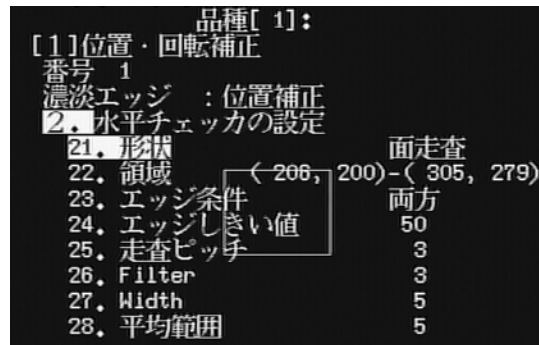 品種[ 1]:
[1]位置・回転補正
番号 1
濃淡エッジ :位置補正
2. 水平チェッカの設定
21. 形状 面走査
22. 領域 ( 206, 200)-( 305, 279)
23. エッジ条件 両方
24. エッジしきい値 50
25. 走査ピッチ 3
26. Filter 3
27. Width 5
28. 平均範囲 5